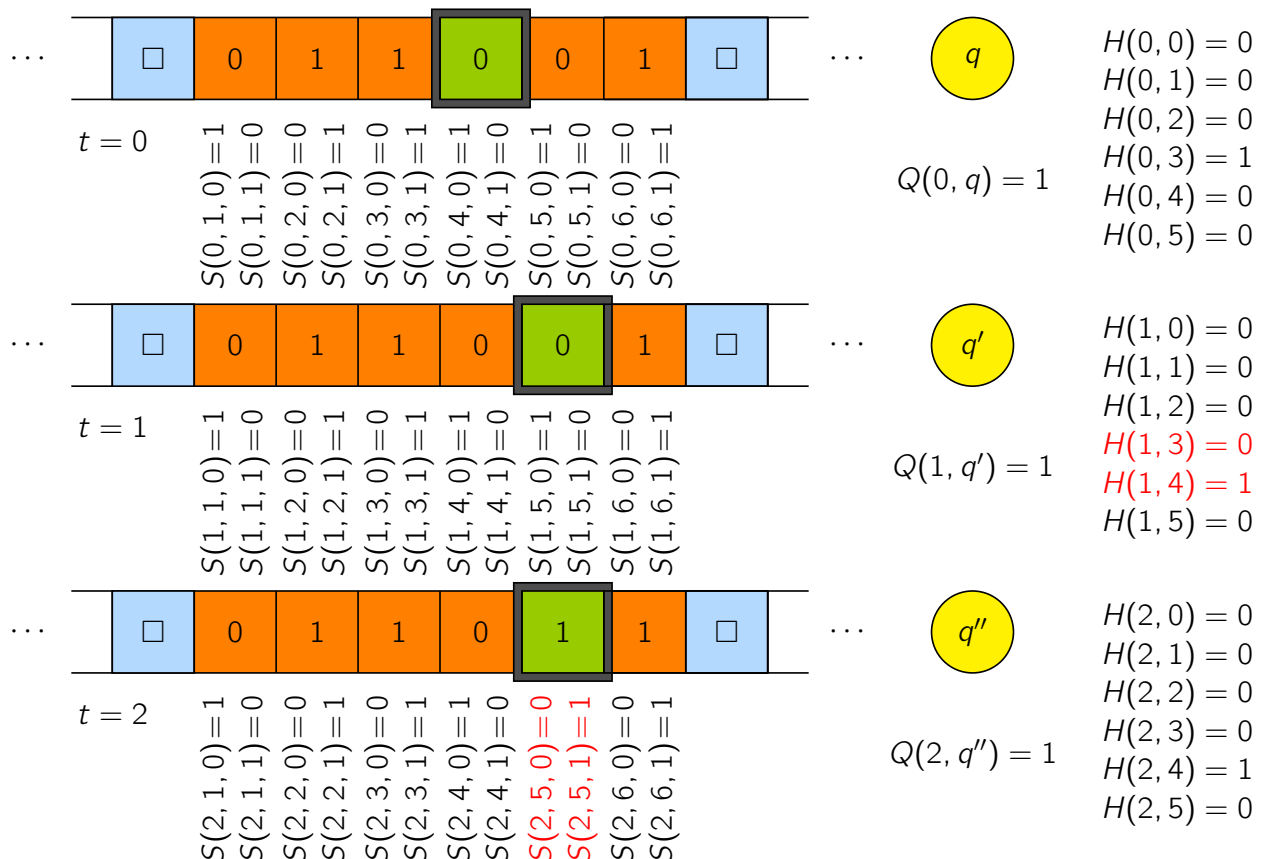 ··· □ 0 1 1 0 0 1 □ ··· q
t = 0
S(0, 1, 0)=1
S(0, 1, 1)=0
S(0, 2, 0)=0
S(0, 2, 1)=1
S(0, 3, 0)=0
S(0, 3, 1)=1
S(0, 4, 0)=1
S(0, 4, 1)=0
S(0, 5, 0)=1
S(0, 5, 1)=0
S(0, 6, 0)=0
S(0, 6, 1)=1
Q(0, q) = 1
H(0, 0) = 0
H(0, 1) = 0
H(0, 2) = 0
H(0, 3) = 1
H(0, 4) = 0
H(0, 5) = 0
··· □ 0 1 1 0 0 1 □ ··· q′
t = 1
S(1, 1, 0)=1
S(1, 1, 1)=0
S(1, 2, 0)=0
S(1, 2, 1)=1
S(1, 3, 0)=0
S(1, 3, 1)=1
S(1, 4, 0)=1
S(1, 4, 1)=0
S(1, 5, 0)=1
S(1, 5, 1)=0
S(1, 6, 0)=0
S(1, 6, 1)=1
Q(1, q′) = 1
H(1, 0) = 0
H(1, 1) = 0
H(1, 2) = 0
H(1, 3) = 0
H(1, 4) = 1
H(1, 5) = 0
··· □ 0 1 1 0 1 1 □ ··· q″
t = 2
S(2, 1, 0)=1
S(2, 1, 1)=0
S(2, 2, 0)=0
S(2, 2, 1)=1
S(2, 3, 0)=0
S(2, 3, 1)=1
S(2, 4, 0)=1
S(2, 4, 1)=0
S(2, 5, 0)=0
S(2, 5, 1)=1
S(2, 6, 0)=0
S(2, 6, 1)=1
Q(2, q″) = 1
H(2, 0) = 0
H(2, 1) = 0
H(2, 2) = 0
H(2, 3) = 0
H(2, 4) = 1
H(2, 5) = 0